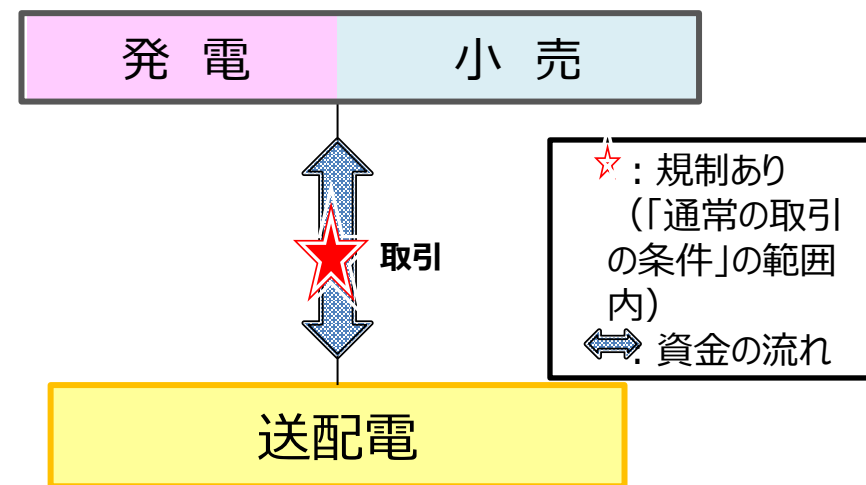 発 電
小 売
取引
：規制あり
（「通常の取引
の条件」の範囲
内）
：資金の流れ
送配電